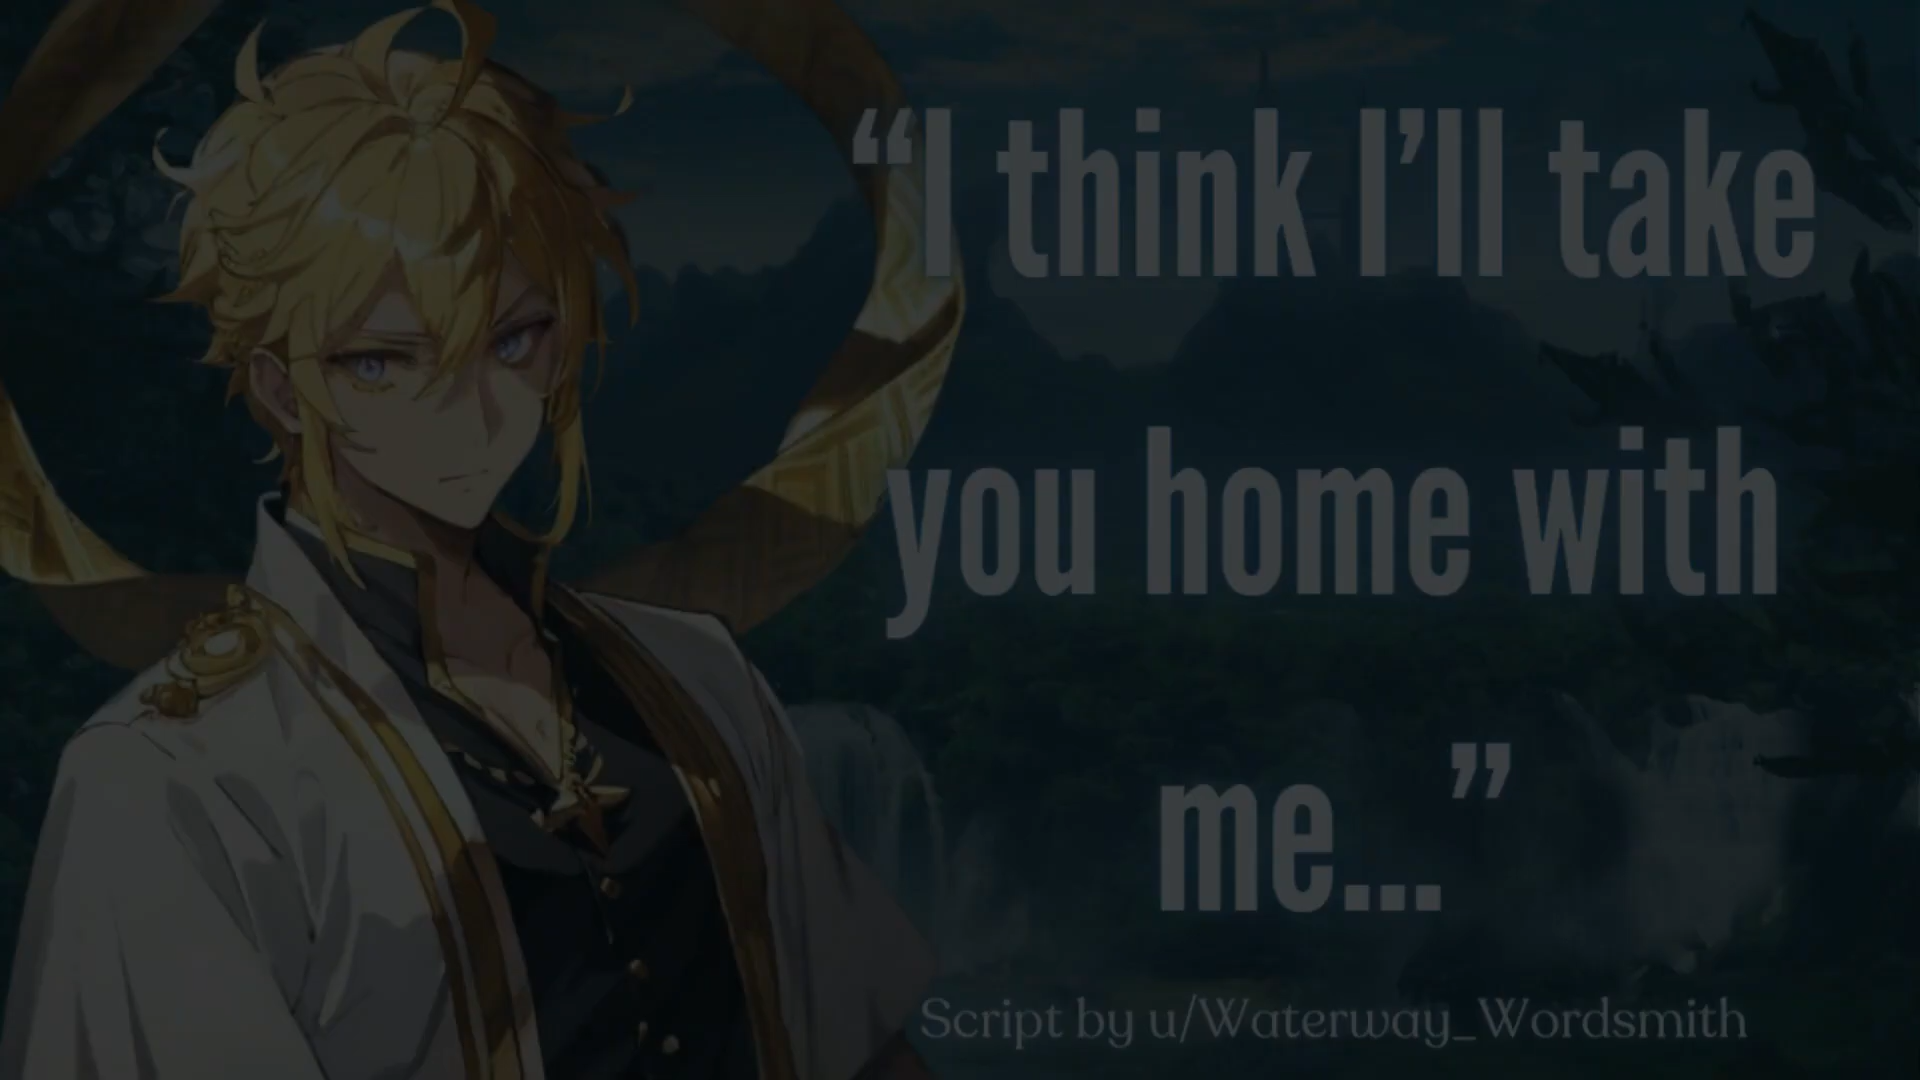 “I think I’ll take
you home with
me...”
Script by u/Waterway_Wordsmith